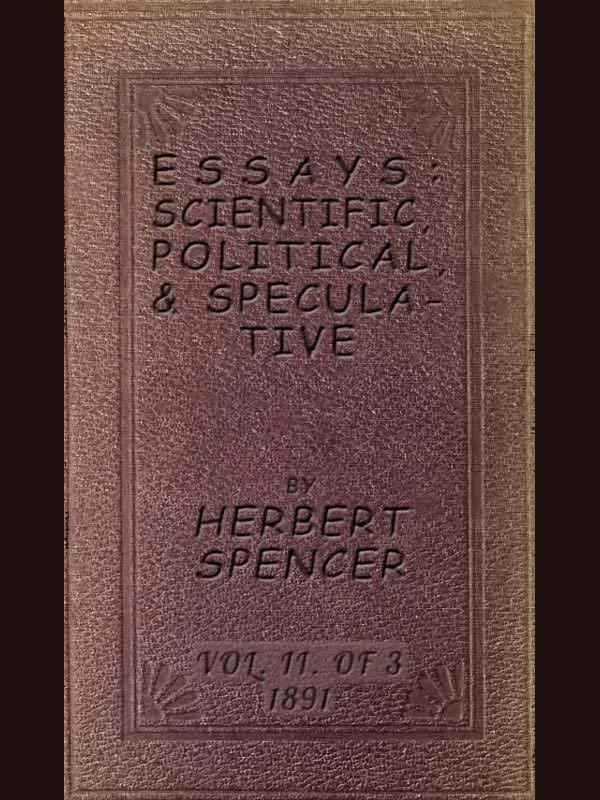 ESSAYS:
SCIENTIFIC,
POLITICAL,
& SPECULA-
TIVE
BY
HERBERT
SPENCER
VOL. II. OF 3
1891